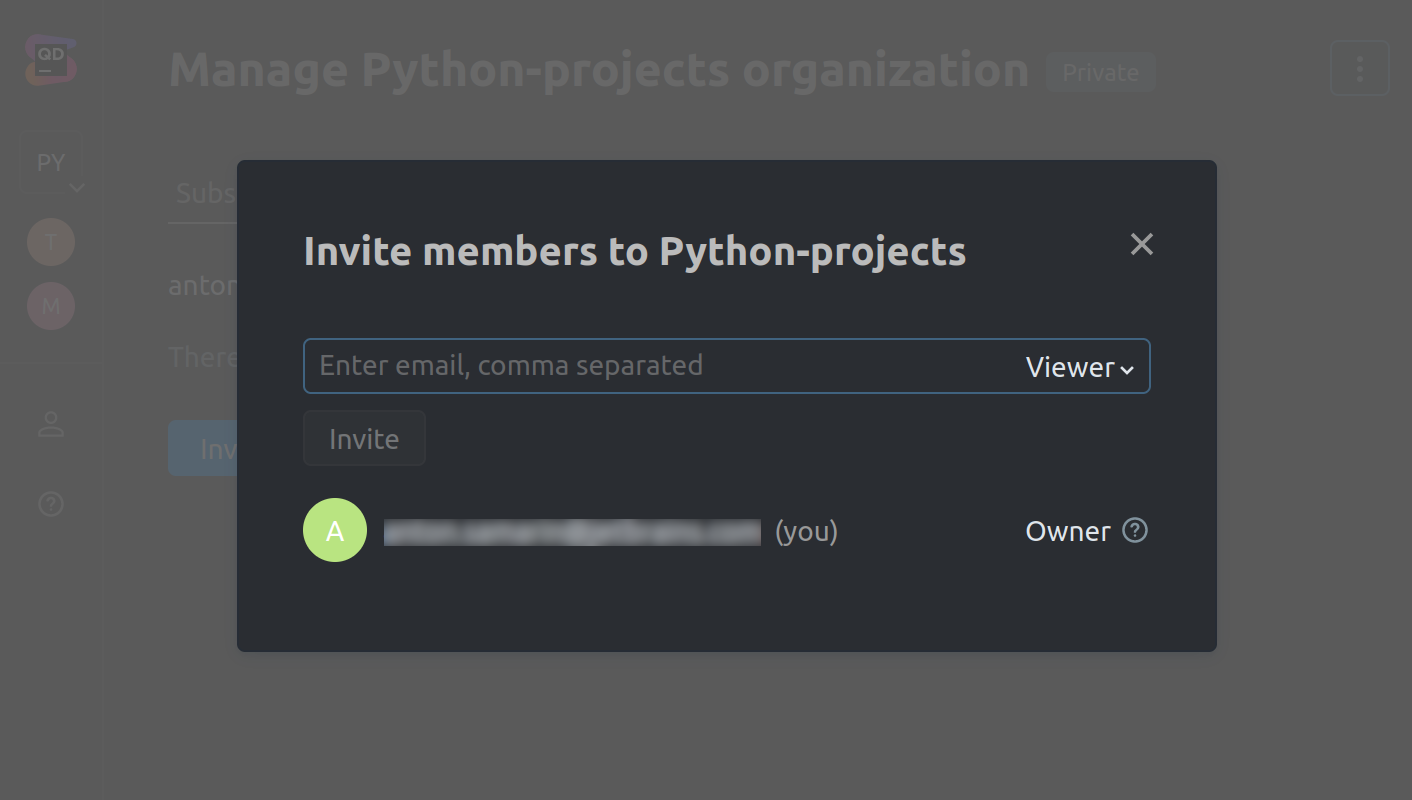 QD
Manage Python-projects organization Private
PY
Subs
T
anton
M
Invite members to Python-projects
There
Enter email, comma separated Viewer
Inv
Invite
A (you) Owner